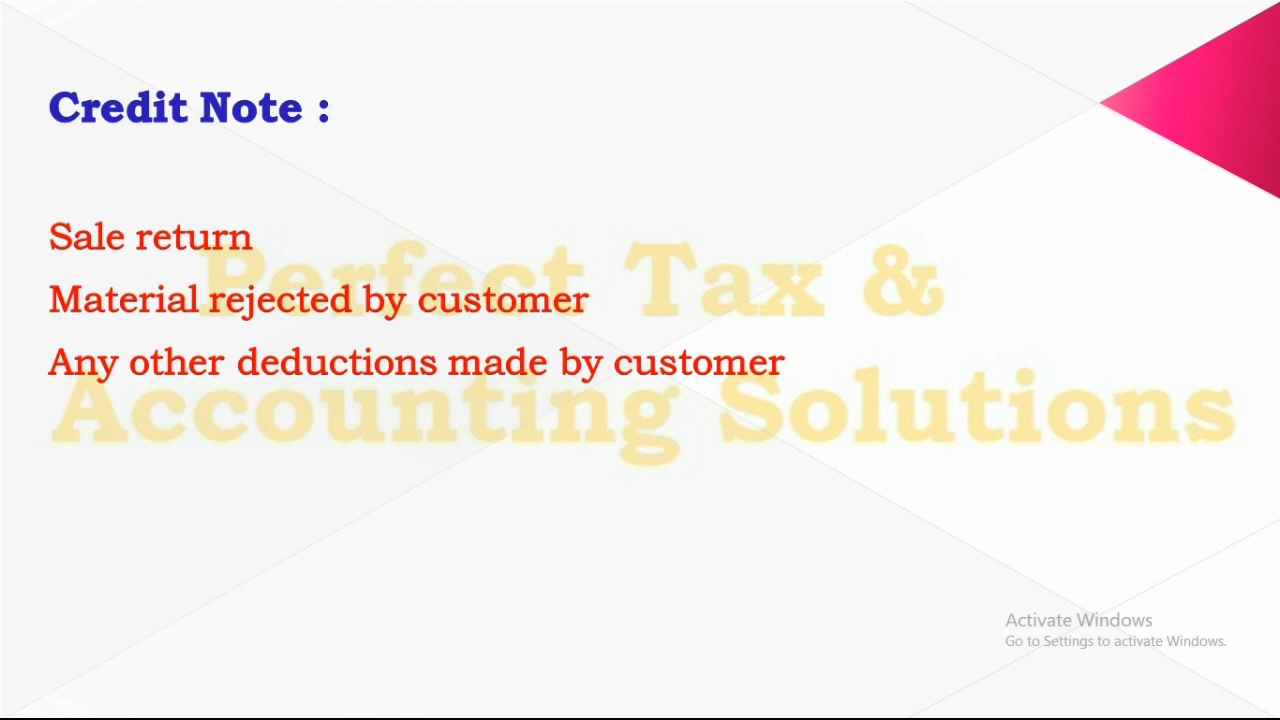 Credit Note :
Sale return
Material rejected by customer
Any other deductions made by customer
Perfect Tax &
Accounting Solutions
Activate Windows
Go to Settings to activate Windows.